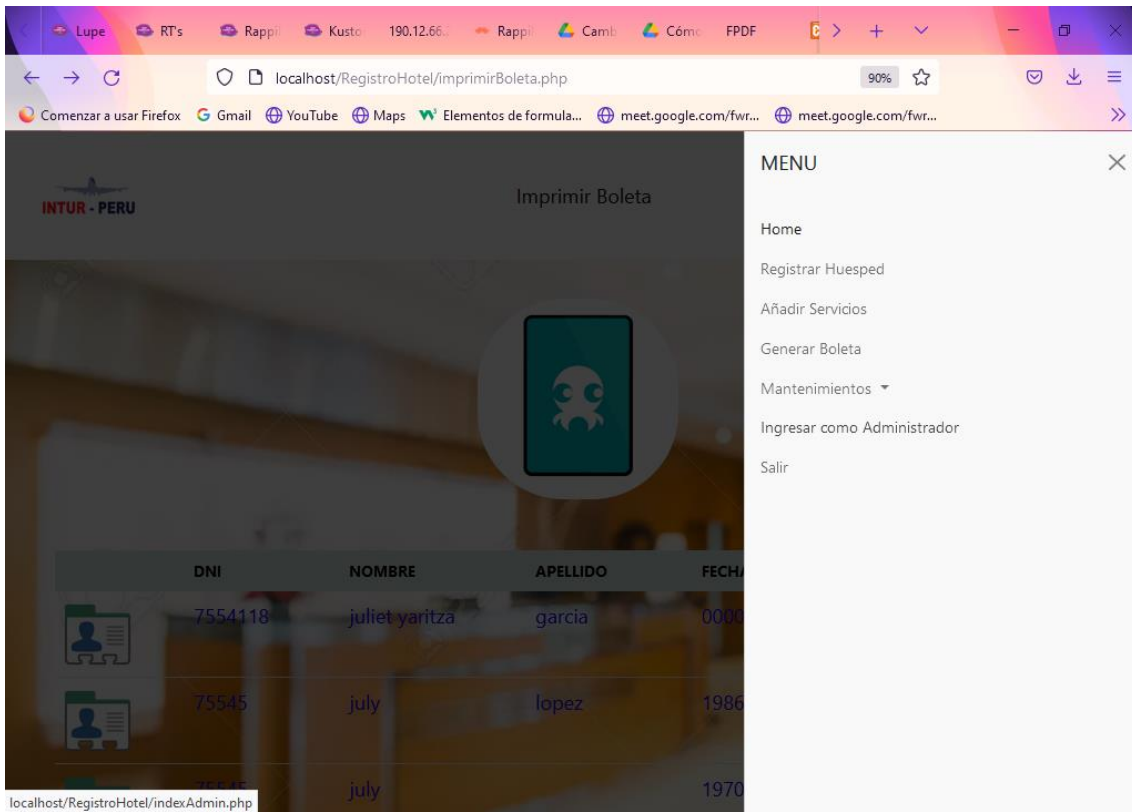 Lupe RT's Rappi Kusto 190.12.66. Rappi Camb Cómo FPDF
localhost/RegistroHotel/imprimirBoleta.php 90%
Comenzar a usar Firefox Gmail YouTube Maps Elementos de formula... meet.google.com/fwr... meet.google.com/fwr...
INTUR - PERU
Imprimir Boleta
MENU
Home
Registrar Huesped
Añadir Servicios
Generar Boleta
Mantenimientos
Ingresar como Administrador
Salir
DNI NOMBRE APELLIDO FECHA
7554118 juliet yaritza garcia 0000
75545 july lopez 1986
75545 july 1970
localhost/RegistroHotel/indexAdmin.php